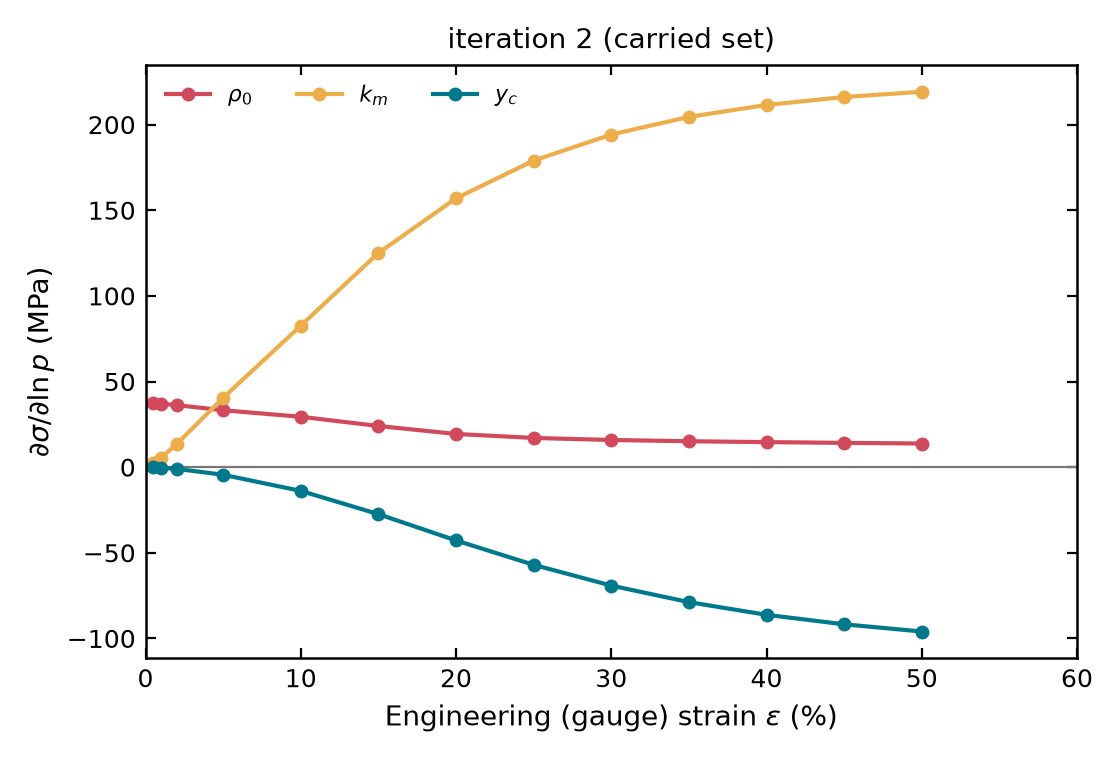 iteration 2 (carried set)
ρ₀ kₘ y_c
200
150
100
50
0
−50
−100
∂σ/∂ln p (MPa)
0 10 20 30 40 50 60
Engineering (gauge) strain ε (%)